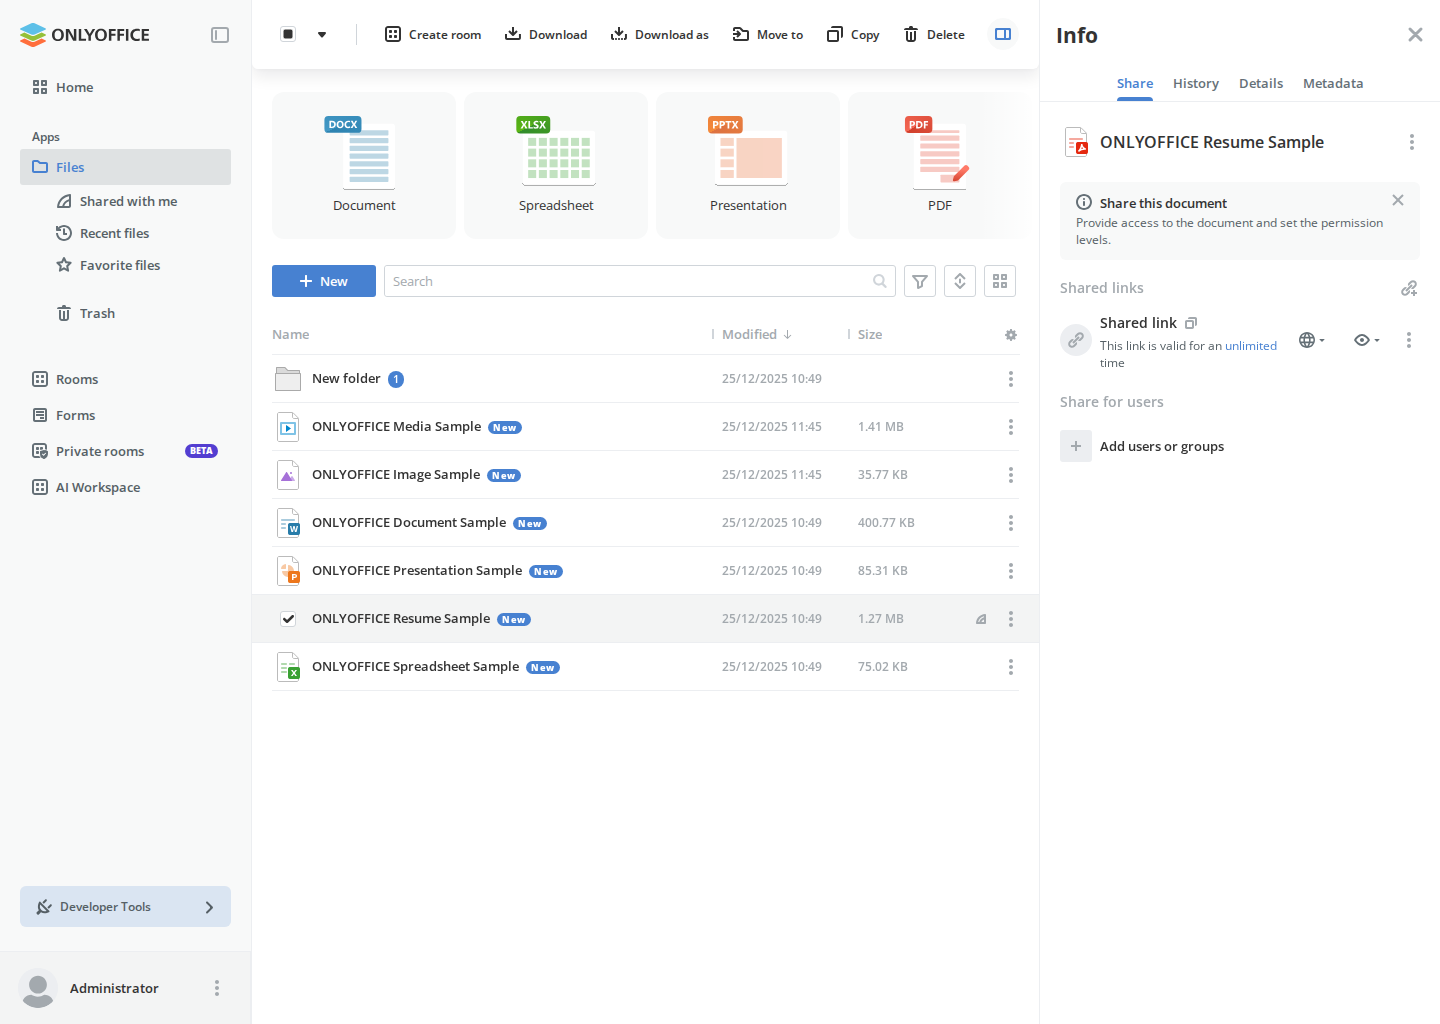 ONLYOFFICE
Home
Apps
Files
Shared with me
Recent files
Favorite files
Trash
Rooms
Forms
Private rooms BETA
AI Workspace
Developer Tools
Administrator
Create room Download Download as Move to Copy Delete
DOCX XLSX PPTX PDF
Document Spreadsheet Presentation PDF
New Search
Name Modified Size
New folder 1 25/12/2025 10:49
ONLYOFFICE Media Sample New 25/12/2025 11:45 1.41 MB
ONLYOFFICE Image Sample New 25/12/2025 11:45 35.77 KB
ONLYOFFICE Document Sample New 25/12/2025 10:49 400.77 KB
ONLYOFFICE Presentation Sample New 25/12/2025 10:49 85.31 KB
ONLYOFFICE Resume Sample New 25/12/2025 10:49 1.27 MB
ONLYOFFICE Spreadsheet Sample New 25/12/2025 10:49 75.02 KB
Info
Share History Details Metadata
ONLYOFFICE Resume Sample
Share this document
Provide access to the document and set the permission
levels.
Shared links
Shared link
This link is valid for an unlimited
time
Share for users
Add users or groups